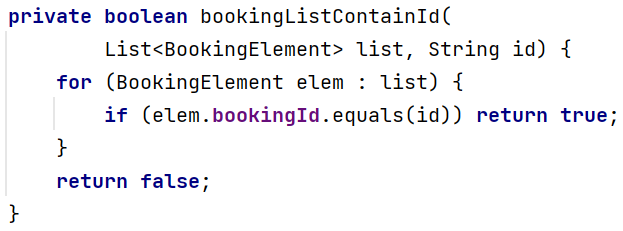 private boolean bookingListContainId(
        List<BookingElement> list, String id) {
    for (BookingElement elem : list) {
        if (elem.bookingId.equals(id)) return true;
    }
    return false;
}